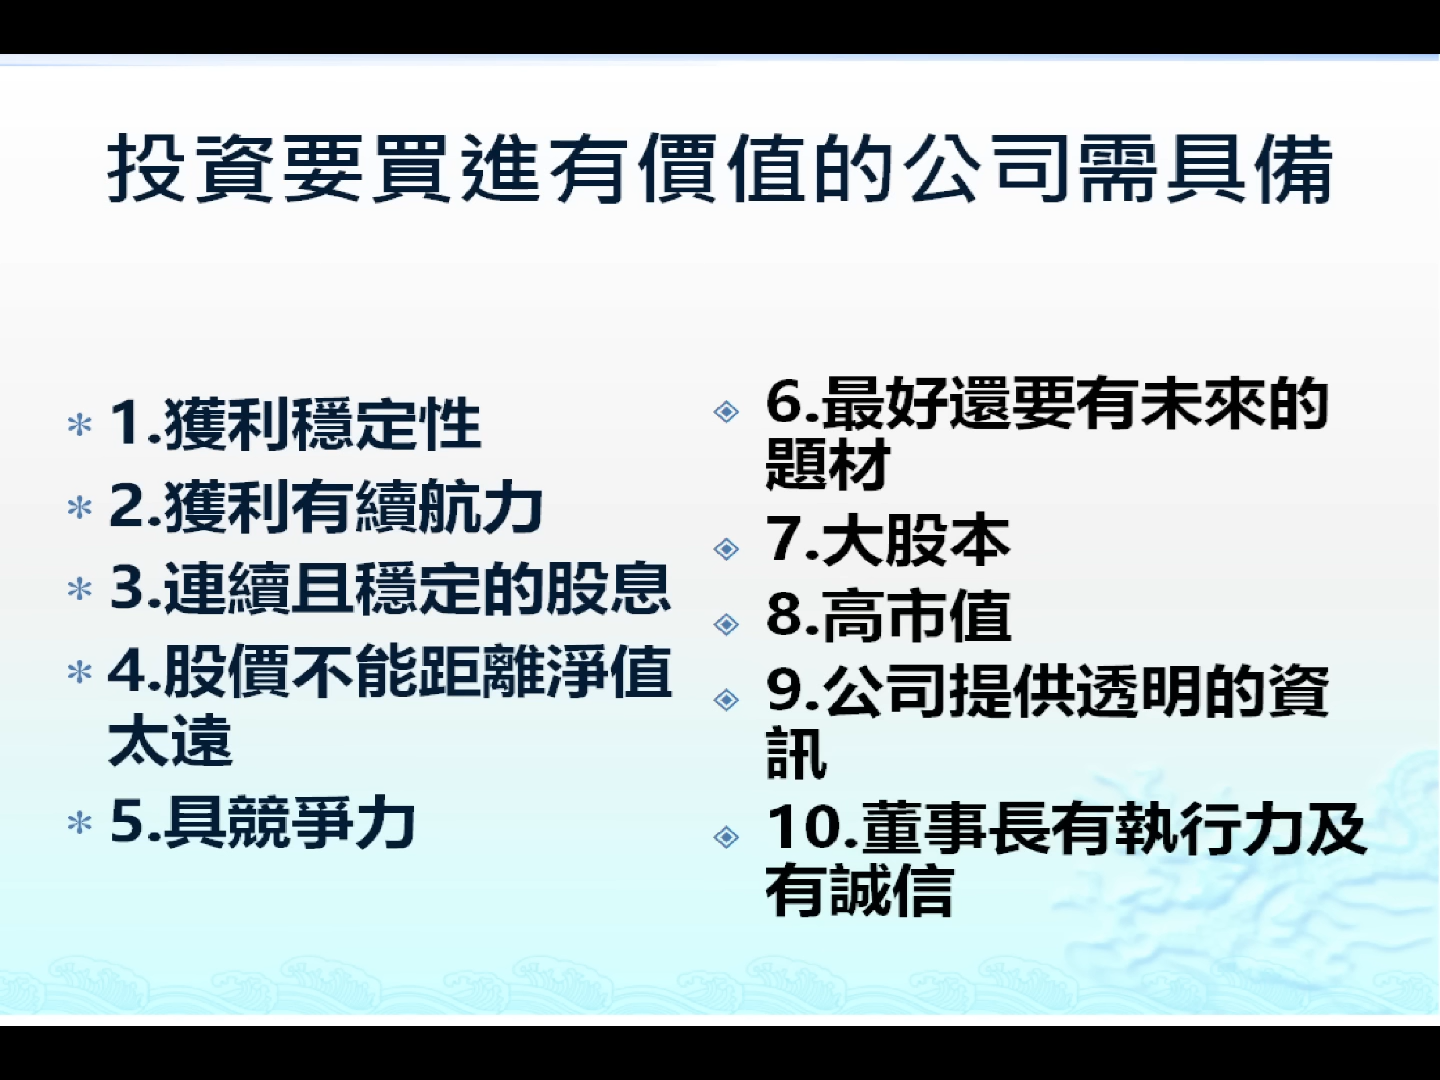 投資要買進有價值的公司需具備
1.獲利穩定性
2.獲利有續航力
3.連續且穩定的股息
4.股價不能距離淨值
太遠
5.具競爭力
6.最好還要有未來的
題材
7.大股本
8.高市值
9.公司提供透明的資
訊
10.董事長有執行力及
有誠信